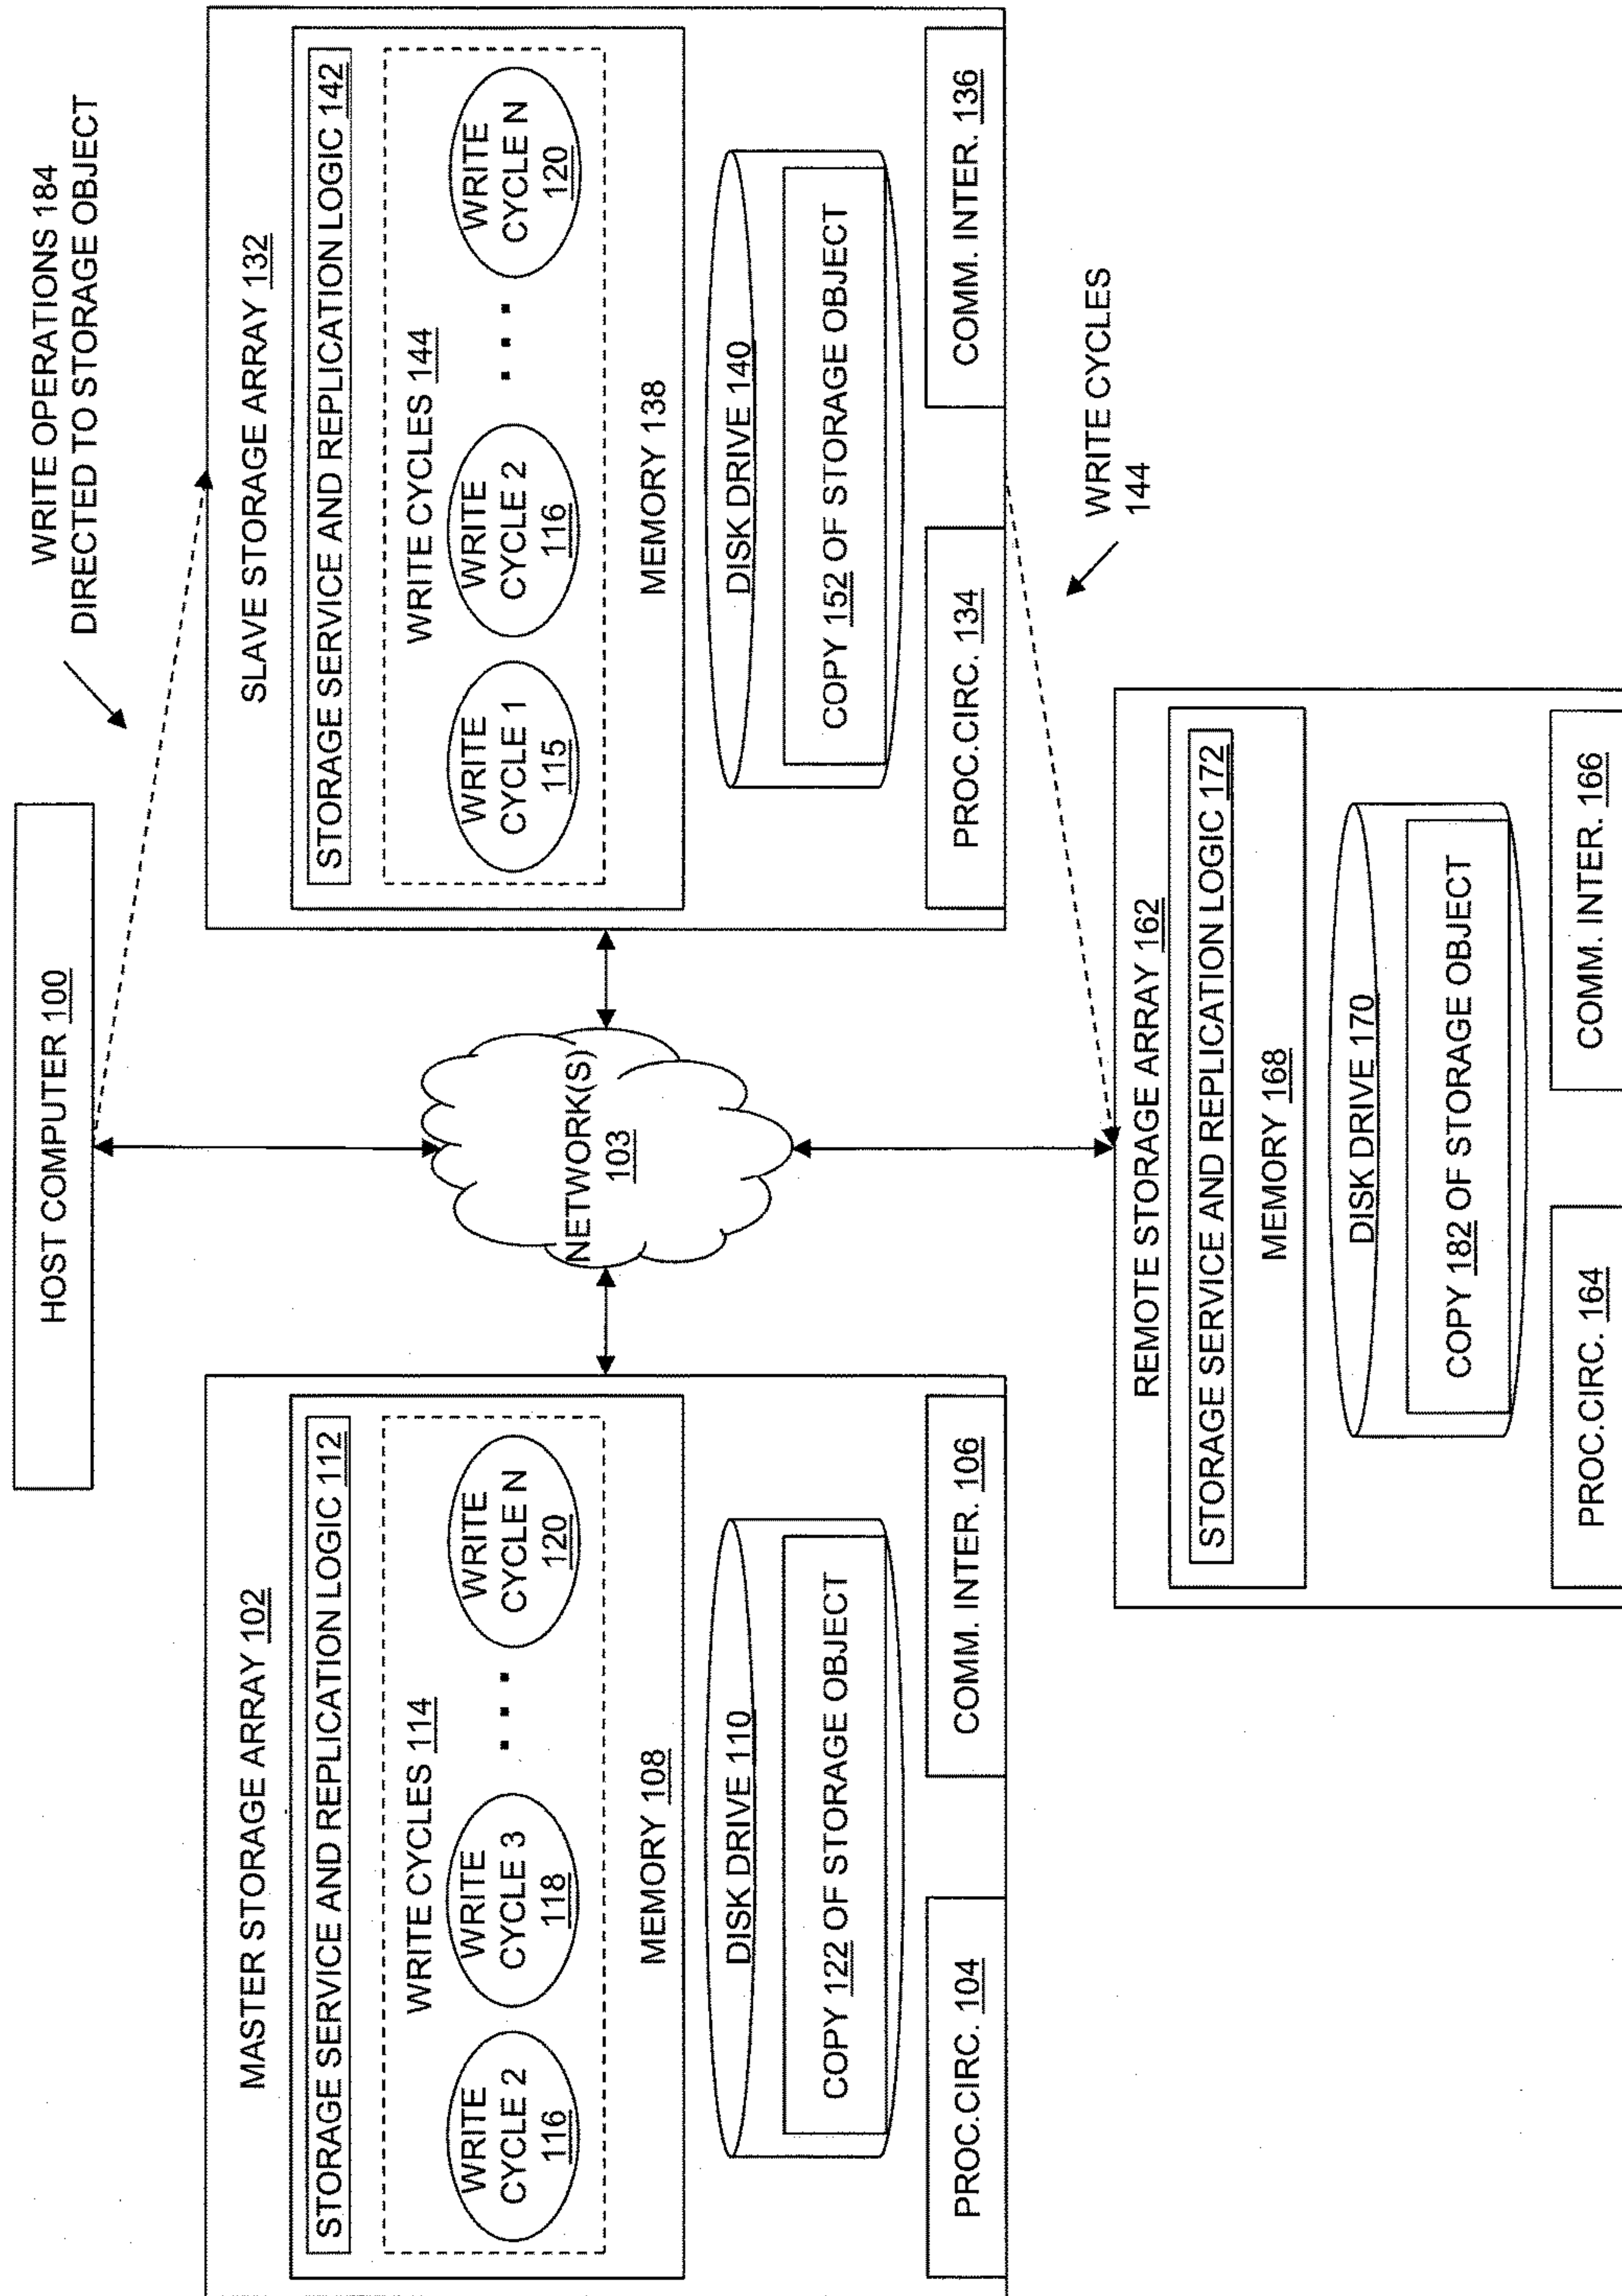 WRITE OPERATIONS 184
DIRECTED TO STORAGE OBJECT
HOST COMPUTER 100
MASTER STORAGE ARRAY 102
STORAGE SERVICE AND REPLICATION LOGIC 112
WRITE CYCLES 114
WRITE
CYCLE 2
116
WRITE
CYCLE 3
118
WRITE
CYCLE N
120
MEMORY 108
DISK DRIVE 110
COPY 122 OF STORAGE OBJECT
PROC.CIRC. 104
COMM. INTER. 106
NETWORK(S)
103
SLAVE STORAGE ARRAY 132
STORAGE SERVICE AND REPLICATION LOGIC 142
WRITE CYCLES 144
WRITE
CYCLE 1
115
WRITE
CYCLE 2
116
WRITE
CYCLE N
120
MEMORY 138
DISK DRIVE 140
COPY 152 OF STORAGE OBJECT
PROC.CIRC. 134
COMM. INTER. 136
WRITE CYCLES
144
REMOTE STORAGE ARRAY 162
STORAGE SERVICE AND REPLICATION LOGIC 172
MEMORY 168
DISK DRIVE 170
COPY 182 OF STORAGE OBJECT
PROC.CIRC. 164
COMM. INTER. 166